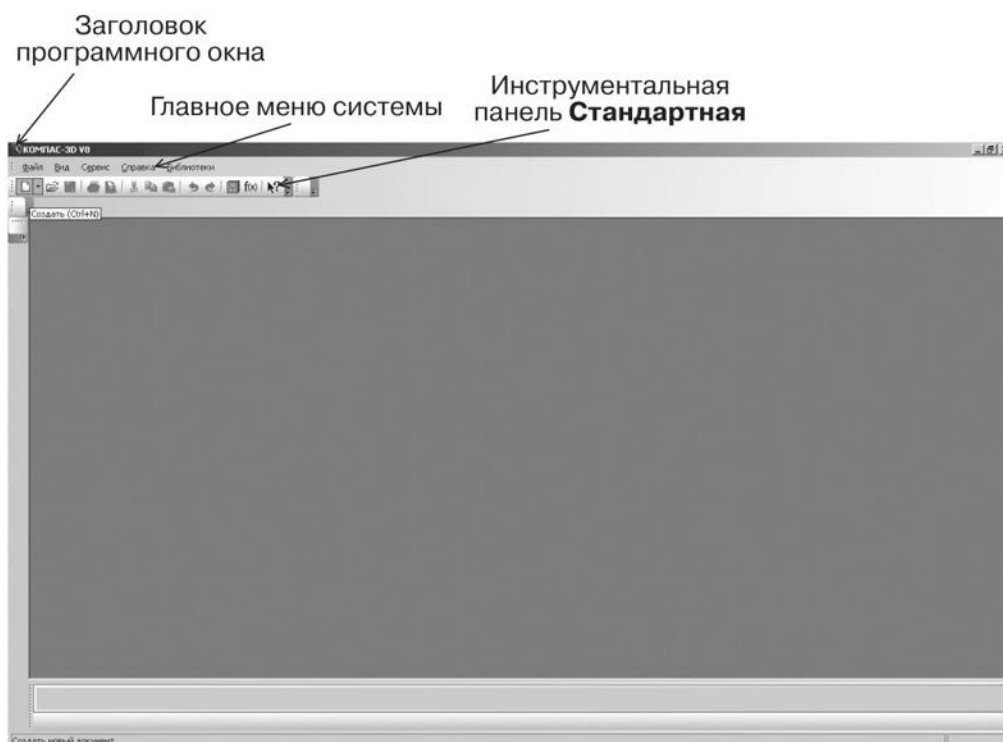 Заголовок
программного окна
Главное меню системы
Инструментальная
панель Стандартная
КОМПАС-3D V8
Файл Вид Сервис Справка Библиотеки
f(x)
Создать (Ctrl+N)
Создать новый документ